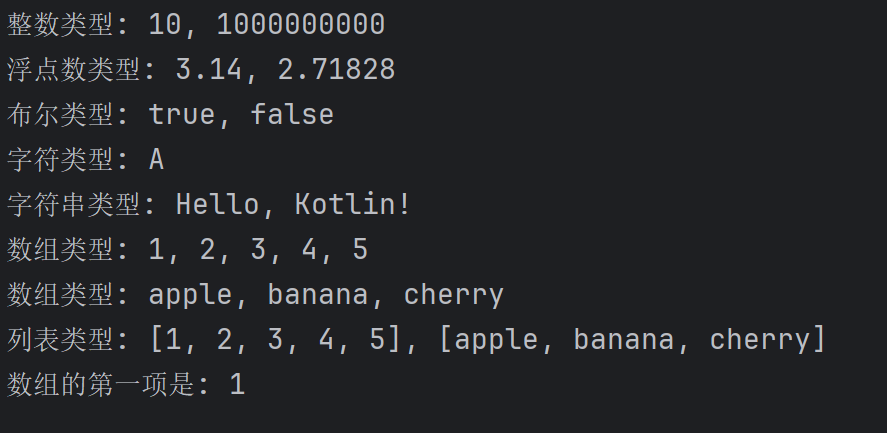 整数类型: 10, 1000000000
浮点数类型: 3.14, 2.71828
布尔类型: true, false
字符类型: A
字符串类型: Hello, Kotlin!
数组类型: 1, 2, 3, 4, 5
数组类型: apple, banana, cherry
列表类型: [1, 2, 3, 4, 5], [apple, banana, cherry]
数组的第一项是: 1